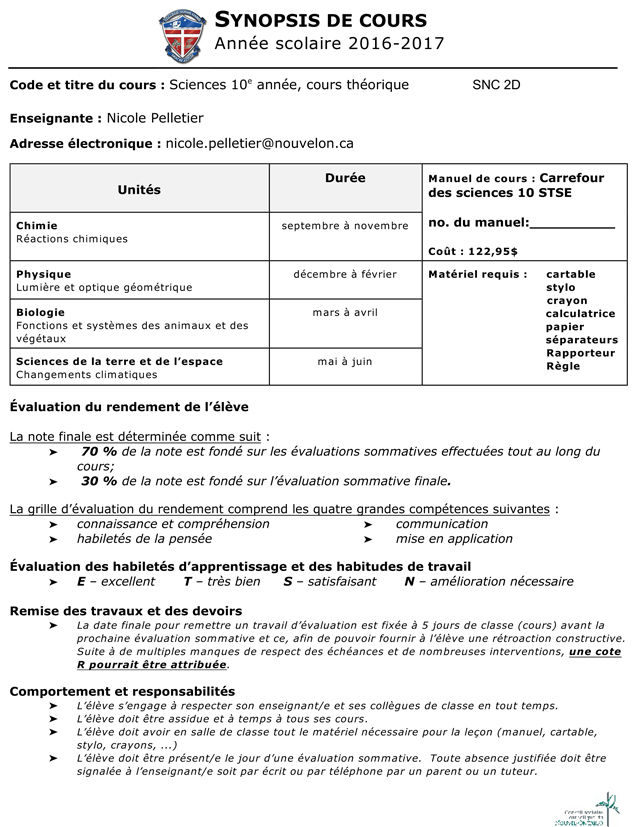 SYNOPSIS DE COURS
Année scolaire 2016-2017
Code et titre du cours : Sciences 10e année, cours théorique SNC 2D
Enseignante : Nicole Pelletier
Adresse électronique : nicole.pelletier@nouvelon.ca
Unités
Durée
Manuel de cours : Carrefour
des sciences 10 STSE
no. du manuel:__________
Coût : 122,95$
Chimie
Réactions chimiques
septembre à novembre
Physique
Lumière et optique géométrique
décembre à février
Matériel requis : cartable
stylo
crayon
calculatrice
papier
séparateurs
Rapporteur
Règle
Biologie
Fonctions et systèmes des animaux et des
végétaux
mars à avril
Sciences de la terre et de l'espace
Changements climatiques
mai à juin
Évaluation du rendement de l'élève
La note finale est déterminée comme suit :
➤ 70 % de la note est fondé sur les évaluations sommatives effectuées tout au long du
cours;
➤ 30 % de la note est fondé sur l'évaluation sommative finale.
La grille d'évaluation du rendement comprend les quatre grandes compétences suivantes :
➤ connaissance et compréhension ➤ communication
➤ habiletés de la pensée ➤ mise en application
Évaluation des habiletés d'apprentissage et des habitudes de travail
➤ E – excellent T – très bien S – satisfaisant N – amélioration nécessaire
Remise des travaux et des devoirs
➤ La date finale pour remettre un travail d'évaluation est fixée à 5 jours de classe (cours) avant la
prochaine évaluation sommative et ce, afin de pouvoir fournir à l'élève une rétroaction constructive.
Suite à de multiples manques de respect des échéances et de nombreuses interventions, une cote
R pourrait être attribuée.
Comportement et responsabilités
➤ L'élève s'engage à respecter son enseignant/e et ses collègues de classe en tout temps.
➤ L'élève doit être assidue et à temps à tous ses cours.
➤ L'élève doit avoir en salle de classe tout le matériel nécessaire pour la leçon (manuel, cartable,
stylo, crayons, ...)
➤ L'élève doit être présent/e le jour d'une évaluation sommative. Toute absence justifiée doit être
signalée à l'enseignant/e soit par écrit ou par téléphone par un parent ou un tuteur.